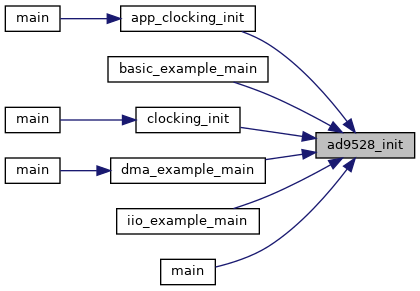 main
app_clocking_init
basic_example_main
main
clocking_init
ad9528_init
main
dma_example_main
iio_example_main
main